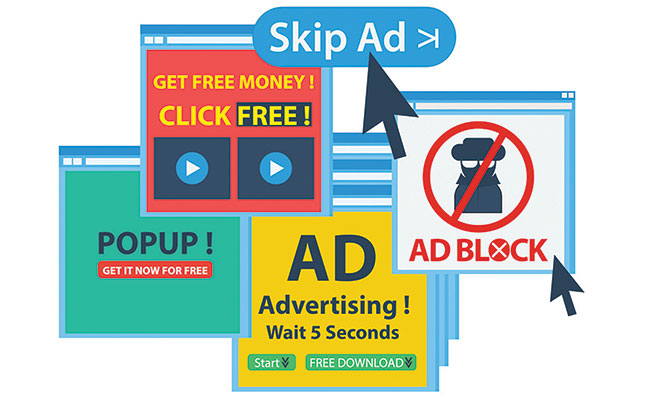 Skip Ad
GET FREE MONEY !
CLICK FREE !
POPUP !
GET IT NOW FOR FREE
AD
Advertising !
Wait 5 Seconds
Start
FREE DOWNLOAD
AD BLOCK